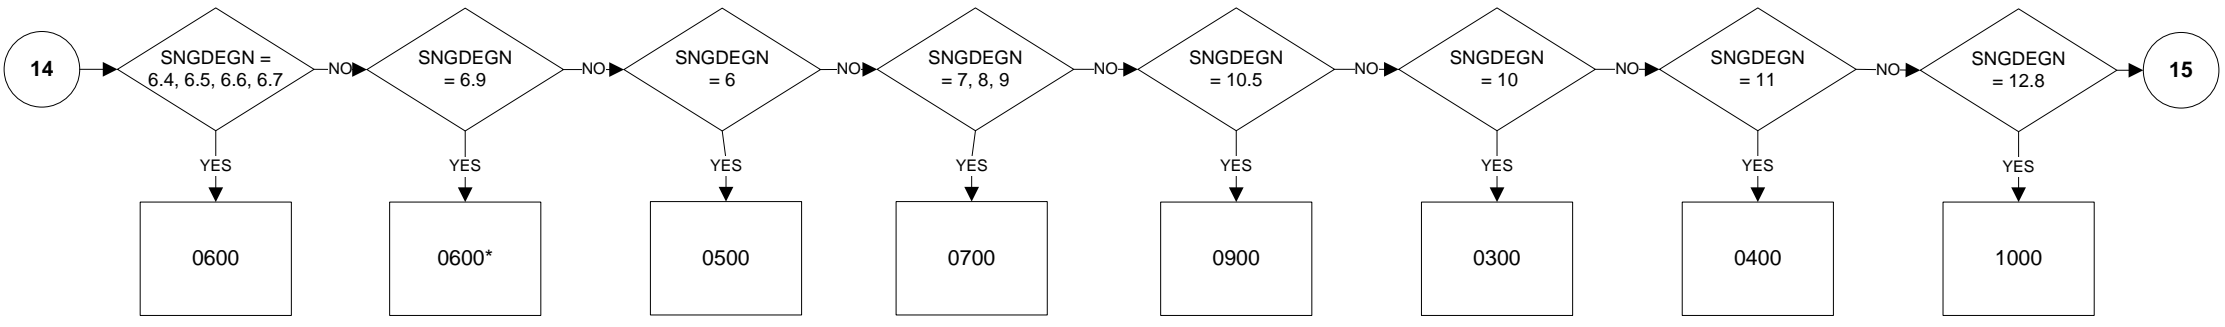 14
SNGDEGN =
6.4, 6.5, 6.6, 6.7
NO
SNGDEGN
= 6.9
NO
SNGDEGN
= 6
NO
SNGDEGN
= 7, 8, 9
NO
SNGDEGN
= 10.5
NO
SNGDEGN
= 10
NO
SNGDEGN
= 11
NO
SNGDEGN
= 12.8
15
YES
YES
YES
YES
YES
YES
YES
YES
0600
0600*
0500
0700
0900
0300
0400
1000